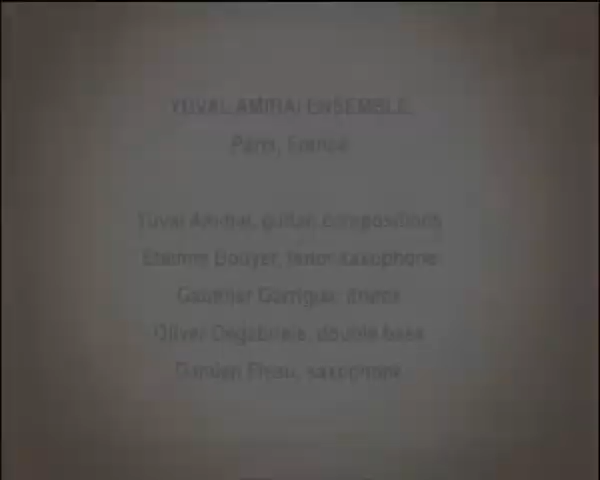 YUVAL AMIHAI ENSEMBLE
Paris, France
Yuval Amihai, guitar, compositions
Bouyer, tenor saxophone
Gauthier Garrigue, drums
Olivier Degabriele, double bass
Damien saxophone